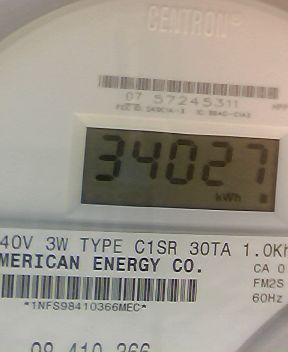 CENTRON®
07 57245311
34027
kWh
40V 3W TYPE C1SR 30TA 1.0Kh
MERICAN ENERGY CO.
CA 0
FM2S
60Hz
*1NFS98410366MEC*
98 410 366